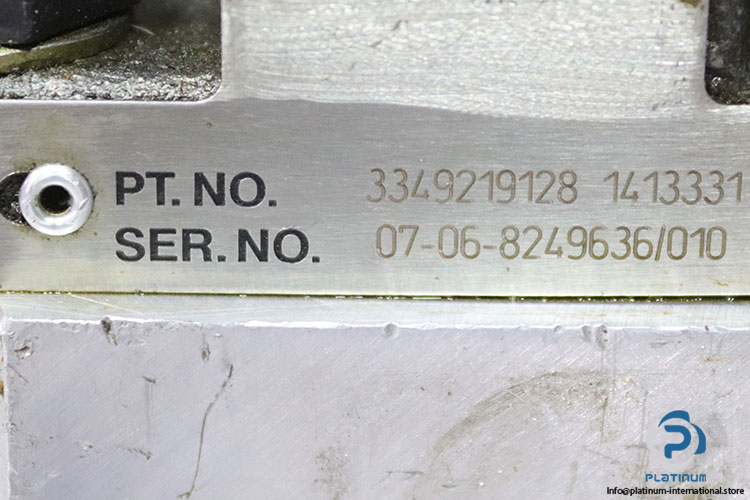 PT. NO. 3349219128 1413331
SER. NO. 07-06-8249636/010
PLATINUM
Info@platinum-international.store